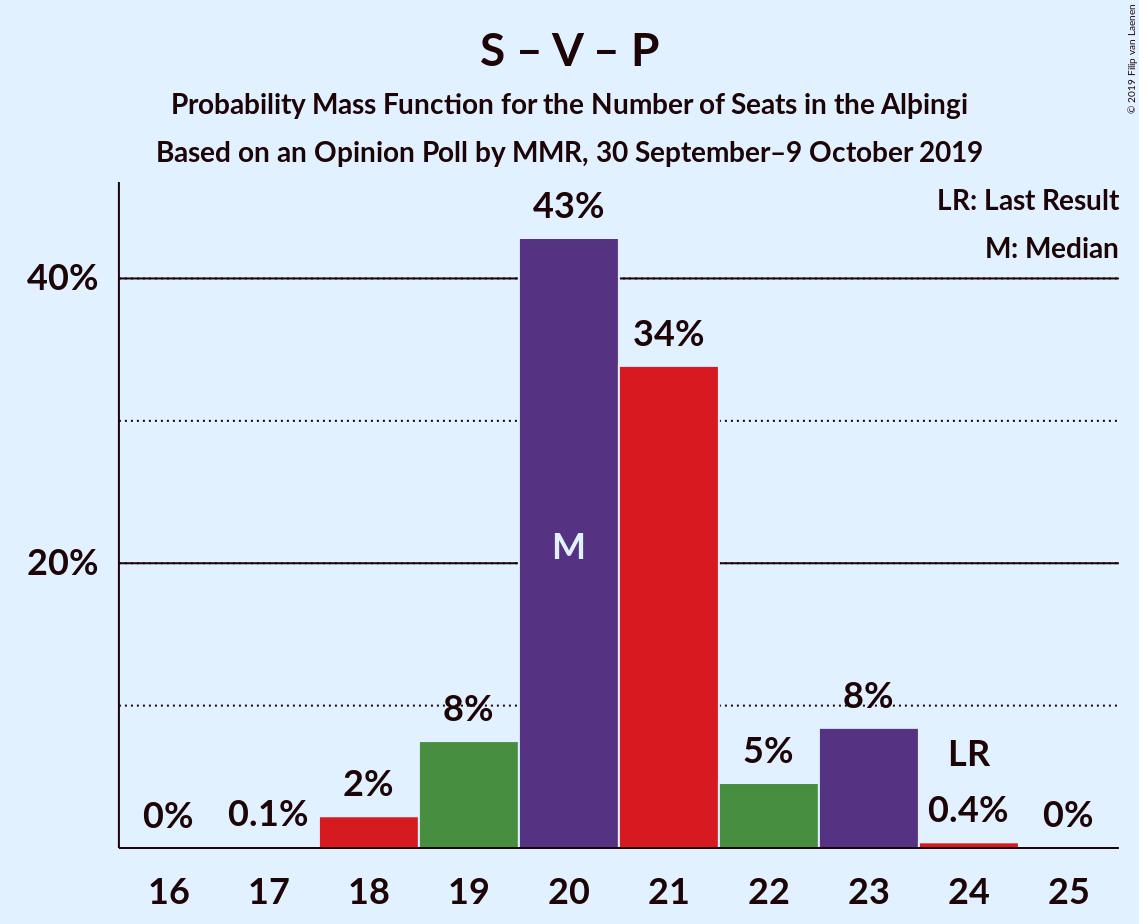 S – V – P
Probability Mass Function for the Number of Seats in the Alþingi
Based on an Opinion Poll by MMR, 30 September–9 October 2019
© 2019 Filip van Laenen
LR: Last Result
M: Median
40%
20%
0%
0.1%
2%
8%
43%
M
34%
5%
8%
LR
0.4%
0%
16 17 18 19 20 21 22 23 24 25